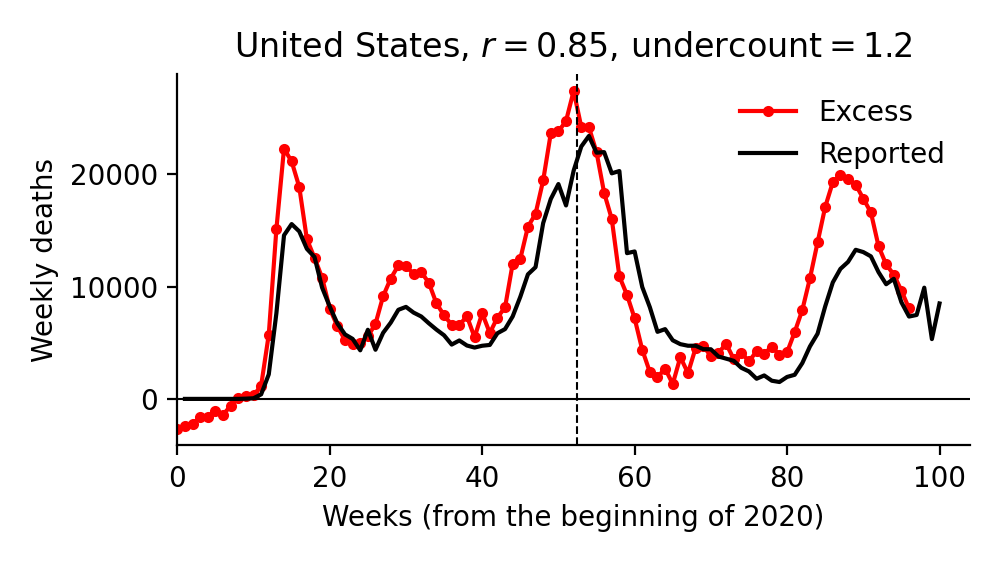 United States, r = 0.85, undercount = 1.2
Excess
Reported
Weekly deaths
20000
10000
0
0 20 40 60 80 100
Weeks (from the beginning of 2020)